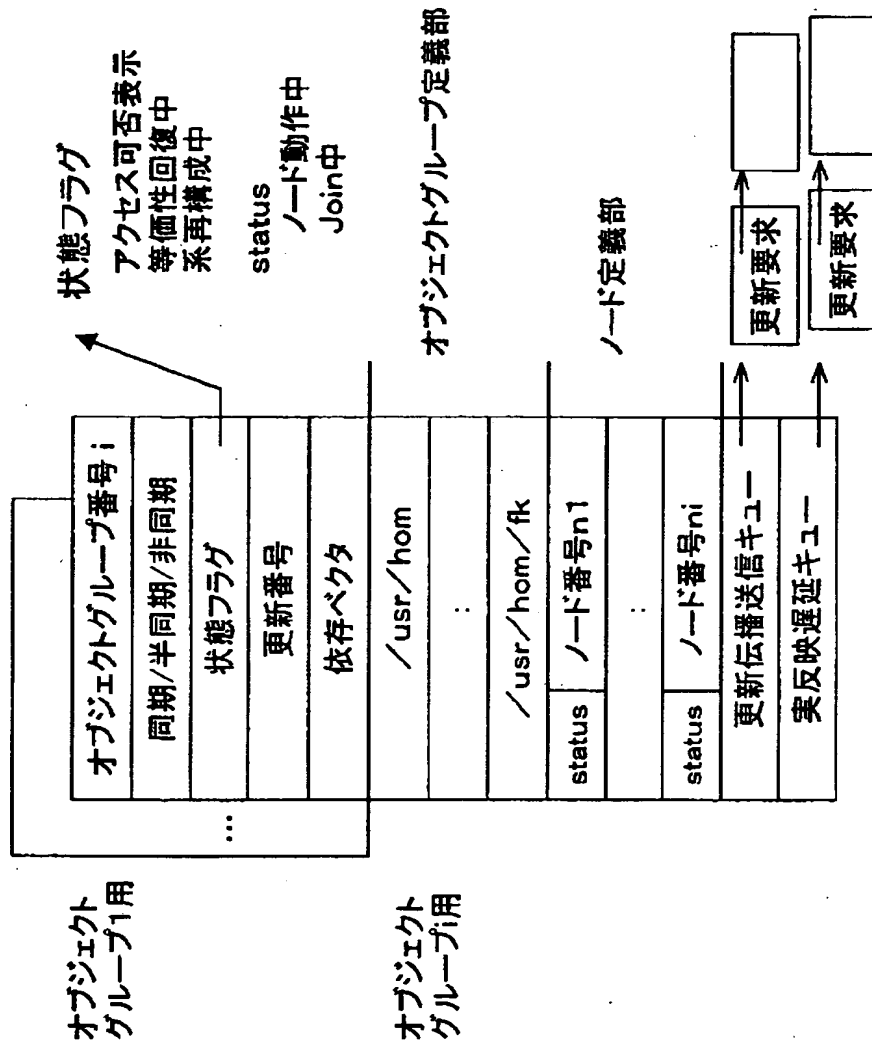 オブジェクト
グループ1用
オブジェクト
グループi用
…
オブジェクトグループ番号 i
同期/半同期/非同期
状態フラグ
更新番号
依存ベクタ
/usr/hom
:
/usr/hom/fk
status ノード番号n1
:
status ノード番号ni
更新伝播送信キュー
実反映遅延キュー
状態フラグ
アクセス可否表示
等価性回復中
系再構成中
status
ノード動作中
Join中
オブジェクトグループ定義部
ノード定義部
更新要求
更新要求